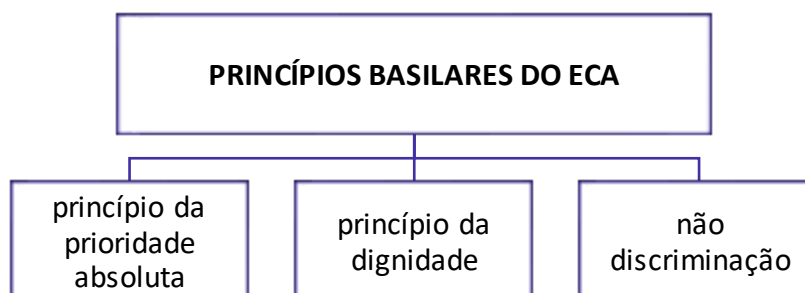 PRINCÍPIOS BASILARES DO ECA
princípio da
prioridade
absoluta
princípio da
dignidade
não
discriminação